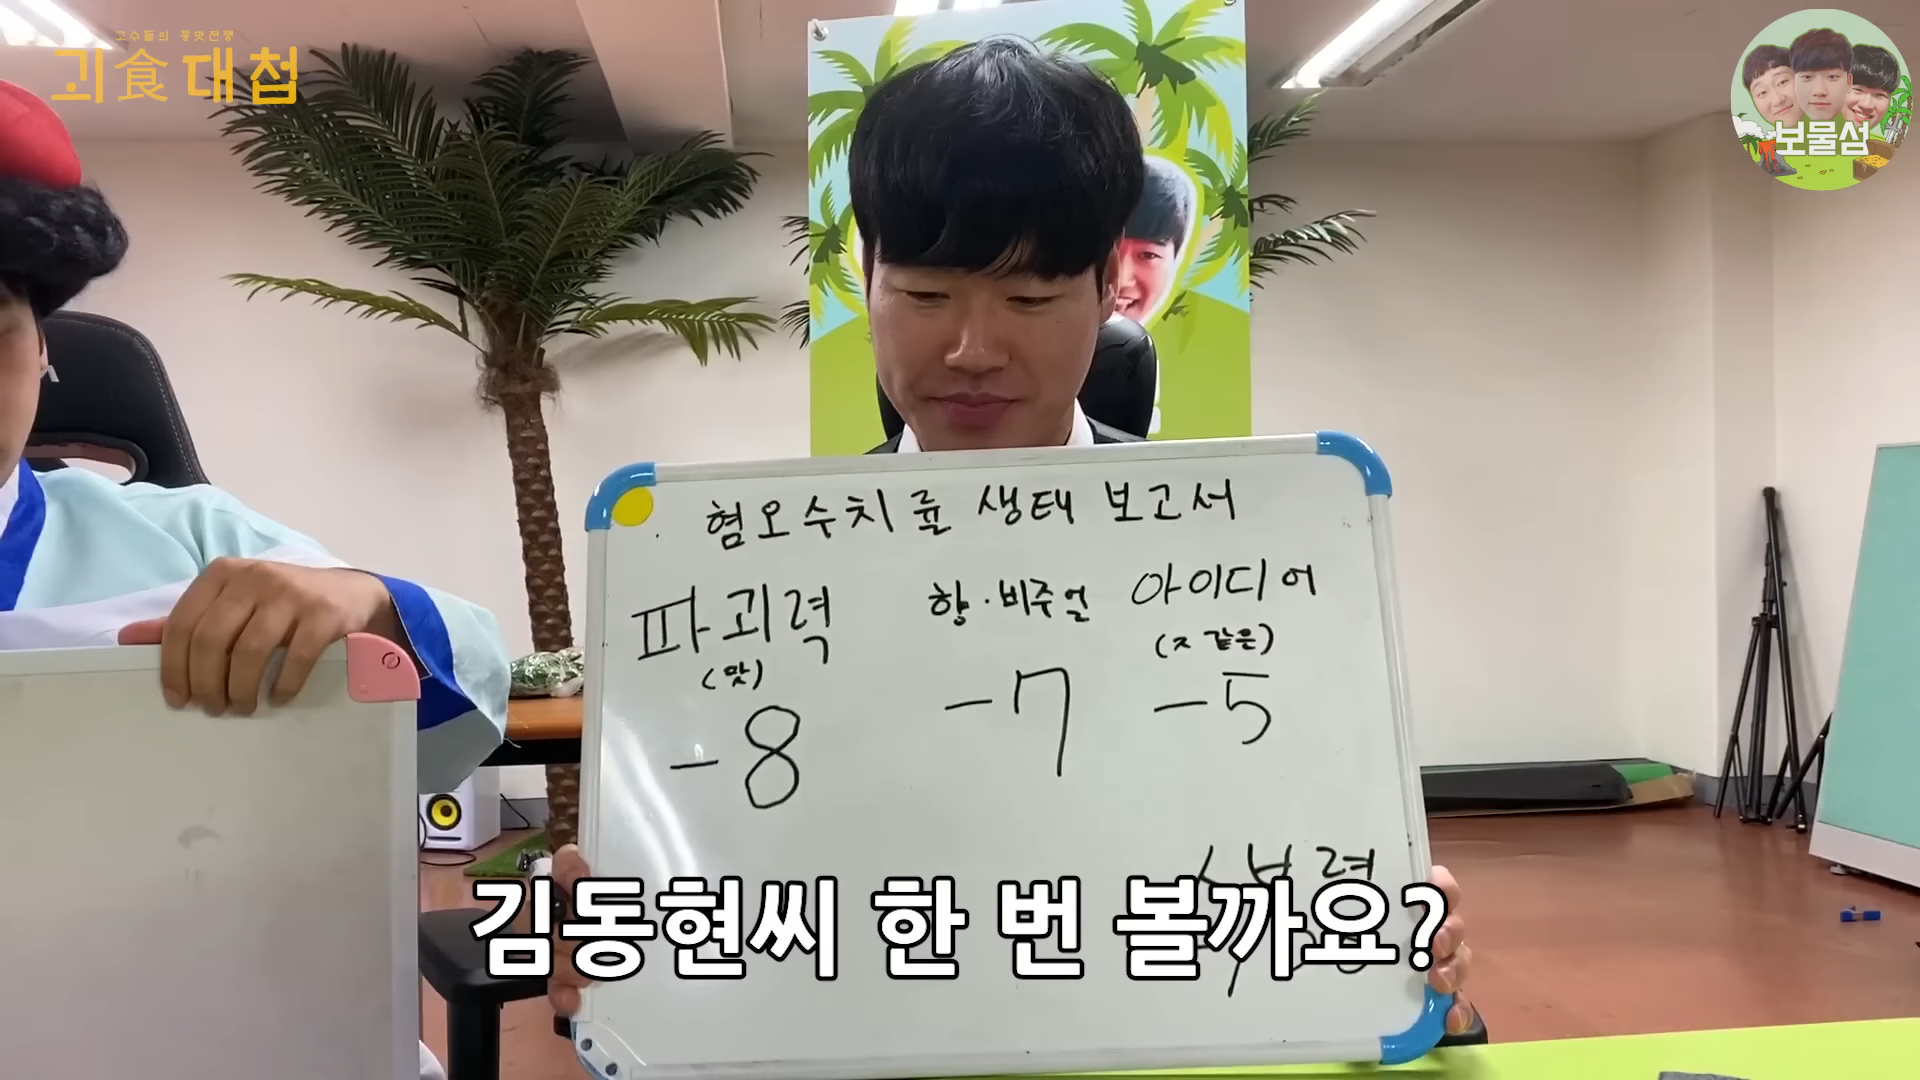 고수들의 꽁맛전쟁
괴食대첩
보물섬
혐오수치 륲 생태 보고서
파괴력 향·비주얼 아이디어
(맛) (ㅈ 같은)
-8 -7 -5
김동현씨 한 번 볼까요?